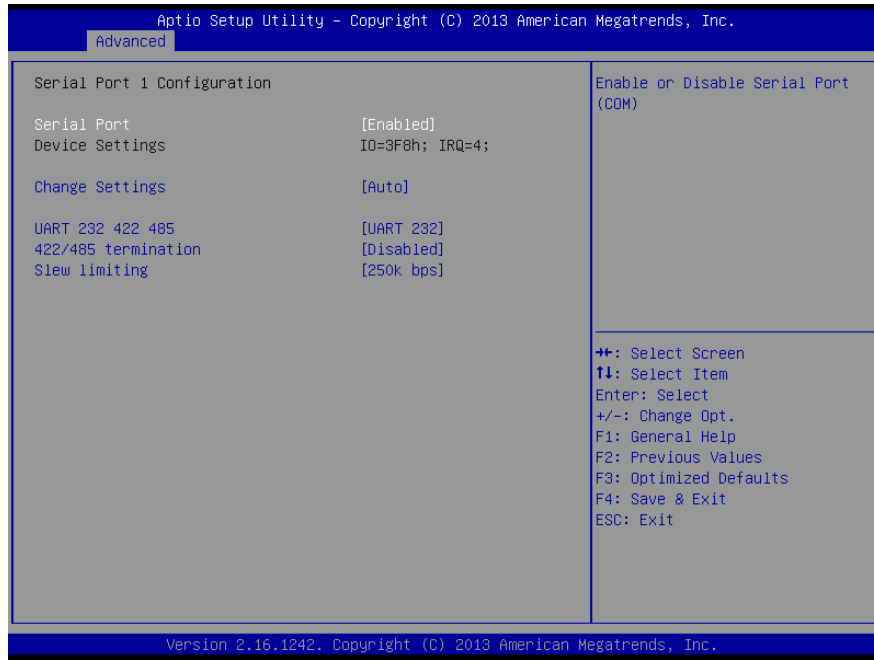 Aptio Setup Utility – Copyright (C) 2013 American Megatrends, Inc.
Advanced
Serial Port 1 Configuration
Serial Port [Enabled]
Device Settings IO=3F8h; IRQ=4;
Change Settings [Auto]
UART 232 422 485 [UART 232]
422/485 termination [Disabled]
Slew limiting [250k bps]
Enable or Disable Serial Port
(COM)
→←: Select Screen
↑↓: Select Item
Enter: Select
+/-: Change Opt.
F1: General Help
F2: Previous Values
F3: Optimized Defaults
F4: Save & Exit
ESC: Exit
Version 2.16.1242. Copyright (C) 2013 American Megatrends, Inc.